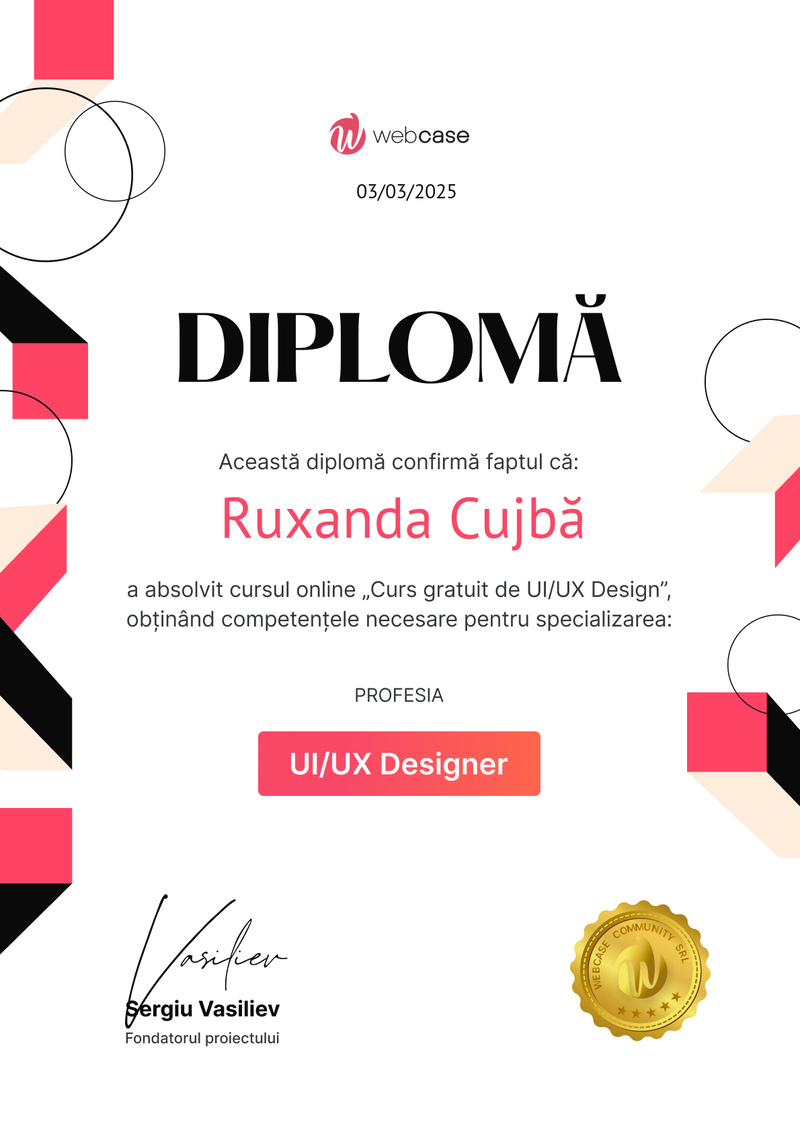 webcase
03/03/2025
DIPLOMĂ
Această diplomă confirmă faptul că:
Ruxanda Cujbă
a absolvit cursul online „Curs gratuit de UI/UX Design”,
obținând competențele necesare pentru specializarea:
PROFESIA
UI/UX Designer
Vasiliev
Sergiu Vasiliev
Fondatorul proiectului
WEBCASE COMMUNITY SRL